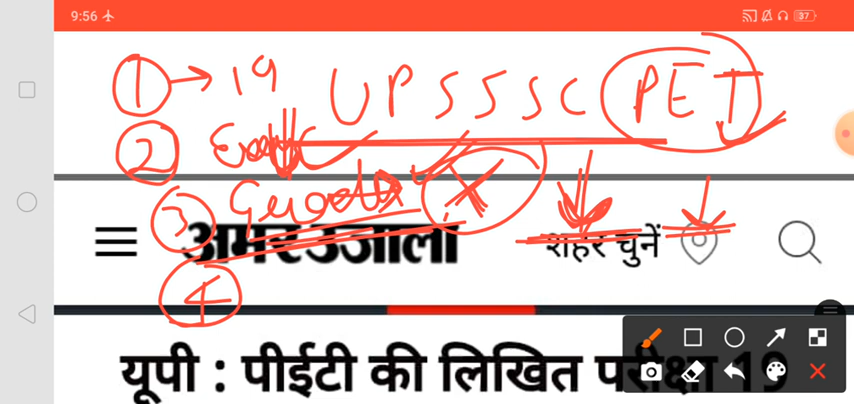 9:56 37
① → 19 UPSSSC PET
②
③ X
अमर उजाला शहर चुनें
④
यूपी : पीईटी की लिखित परीक्षा 19